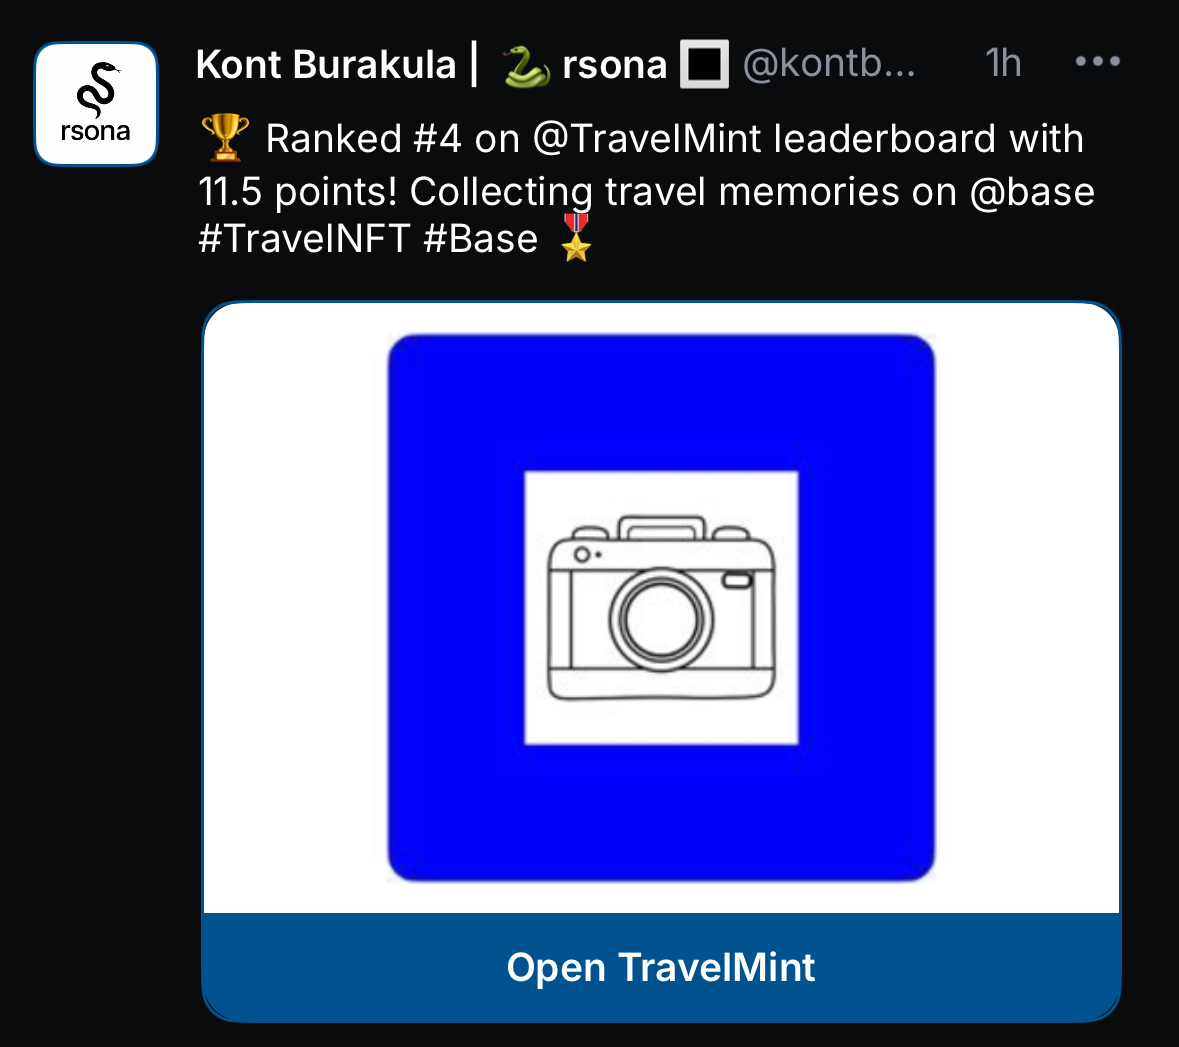 Kont Burakula | 🐍 rsona 🔳 @kontb... 1h
rsona
🏆 Ranked #4 on @TravelMint leaderboard with
11.5 points! Collecting travel memories on @base
#TravelNFT #Base 🎖️
Open TravelMint